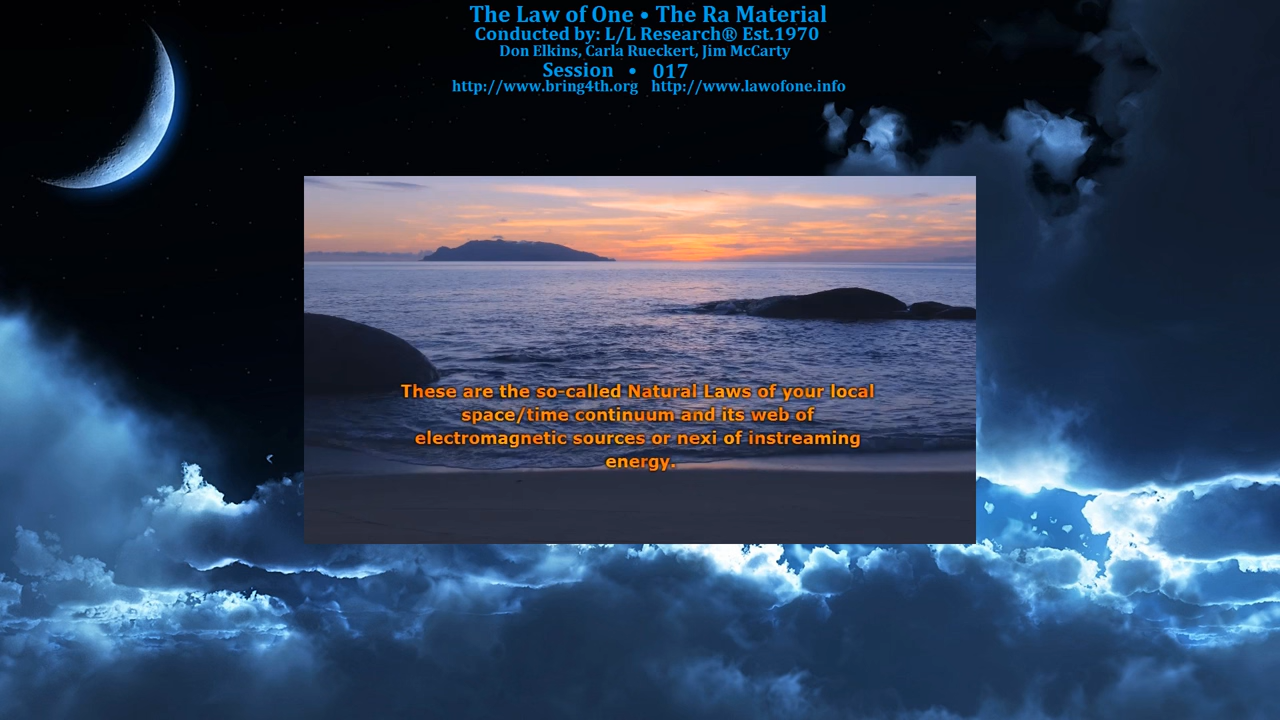 The Law of One • The Ra Material
Conducted by: L/L Research® Est.1970
Don Elkins, Carla Rueckert, Jim McCarty
Session • 017
http://www.bring4th.org http://www.lawofone.info
These are the so-called Natural Laws of your local
space/time continuum and its web of
electromagnetic sources or nexi of instreaming
energy.